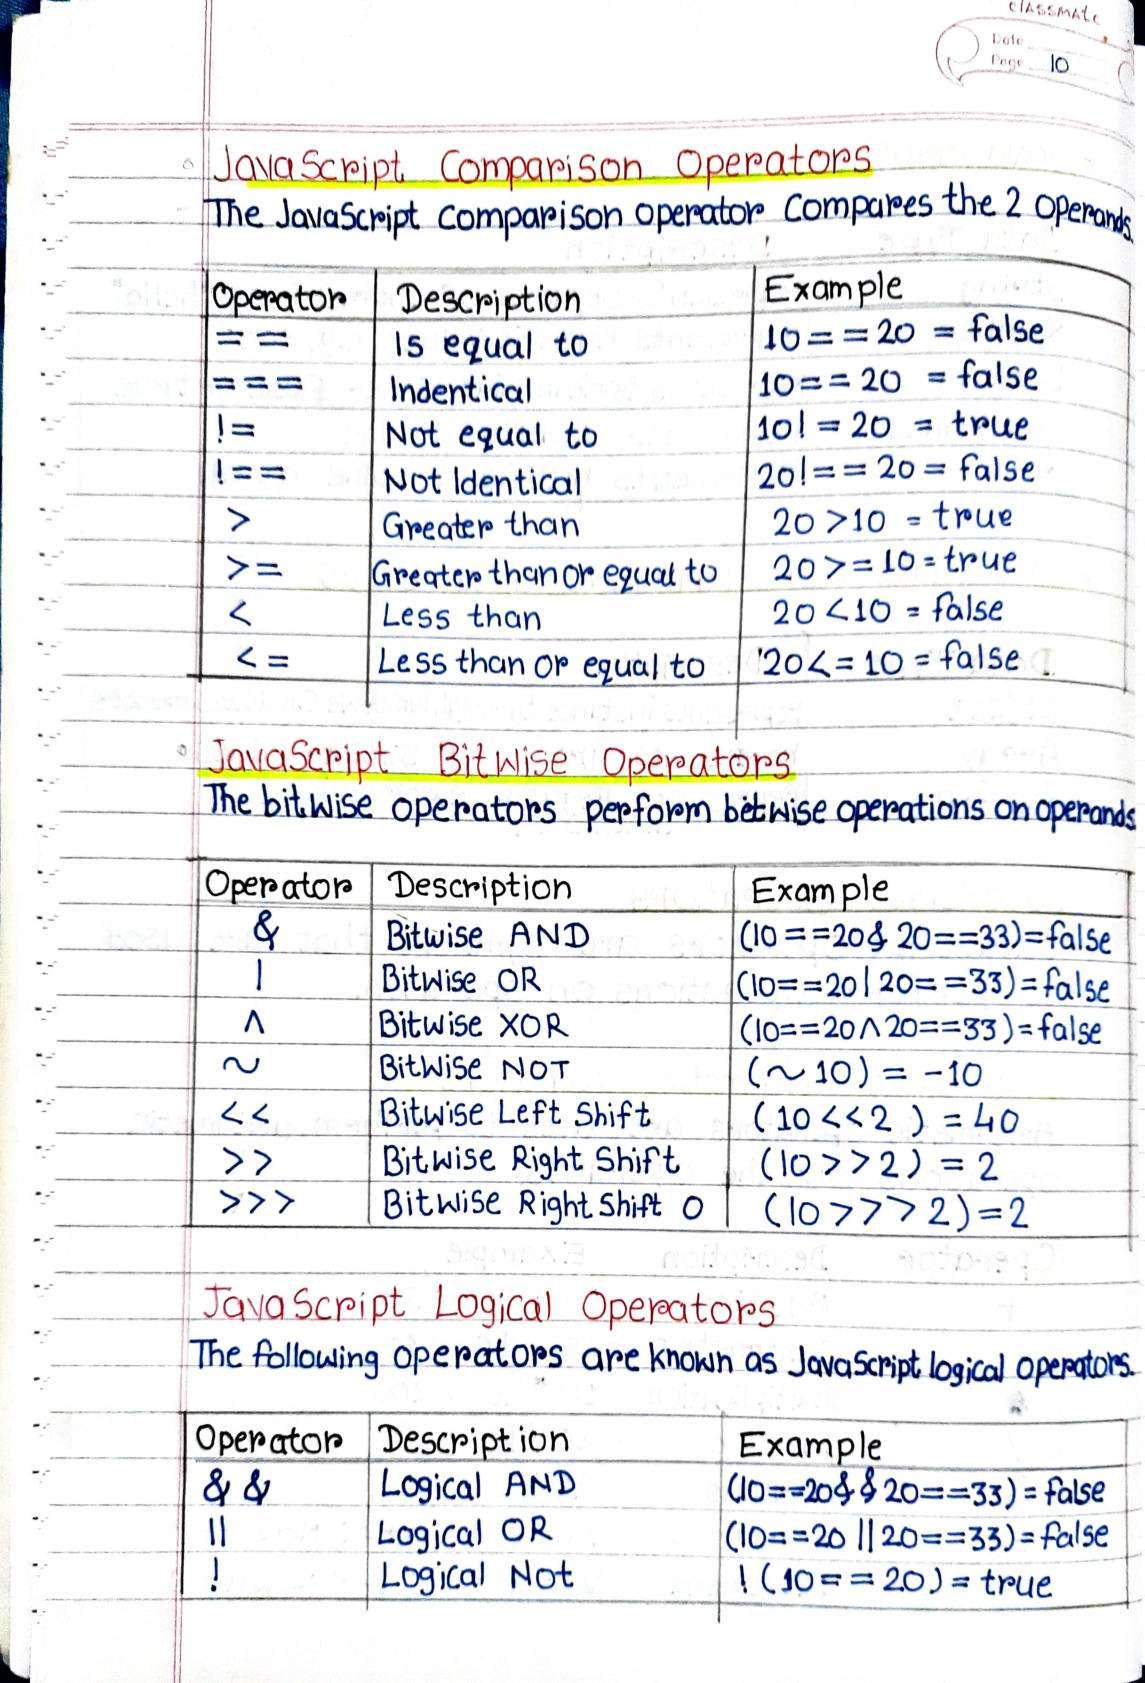 classmate
Date
Page 10
JavaScript Comparison Operators
The JavaScript comparison operator compares the 2 operands.
Operator Description Example
== Is equal to 10==20 = false
=== Indentical 10==20 = false
!= Not equal to 10!=20 = true
!== Not Identical 20!==20 = false
> Greater than 20>10 = true
>= Greater than or equal to 20>=10=true
< Less than 20<10 = false
<= Less than or equal to 20<=10=false
JavaScript Bitwise Operators
The bitwise operators perform bitwise operations on operands
Operator Description Example
& Bitwise AND (10==20& 20==33)=false
| Bitwise OR (10==20|20==33)=false
^ Bitwise XOR (10==20^20==33)=false
~ Bitwise NOT (~10) = -10
<< Bitwise Left Shift (10<<2) = 40
>> Bitwise Right Shift (10>>2) = 2
>>> Bitwise Right Shift 0 (10>>>2)=2
JavaScript Logical Operators
The following operators are known as JavaScript logical operators.
Operator Description Example
&& Logical AND (10==20&&20==33)=false
|| Logical OR (10==20||20==33)=false
! Logical Not !(10==20)=true